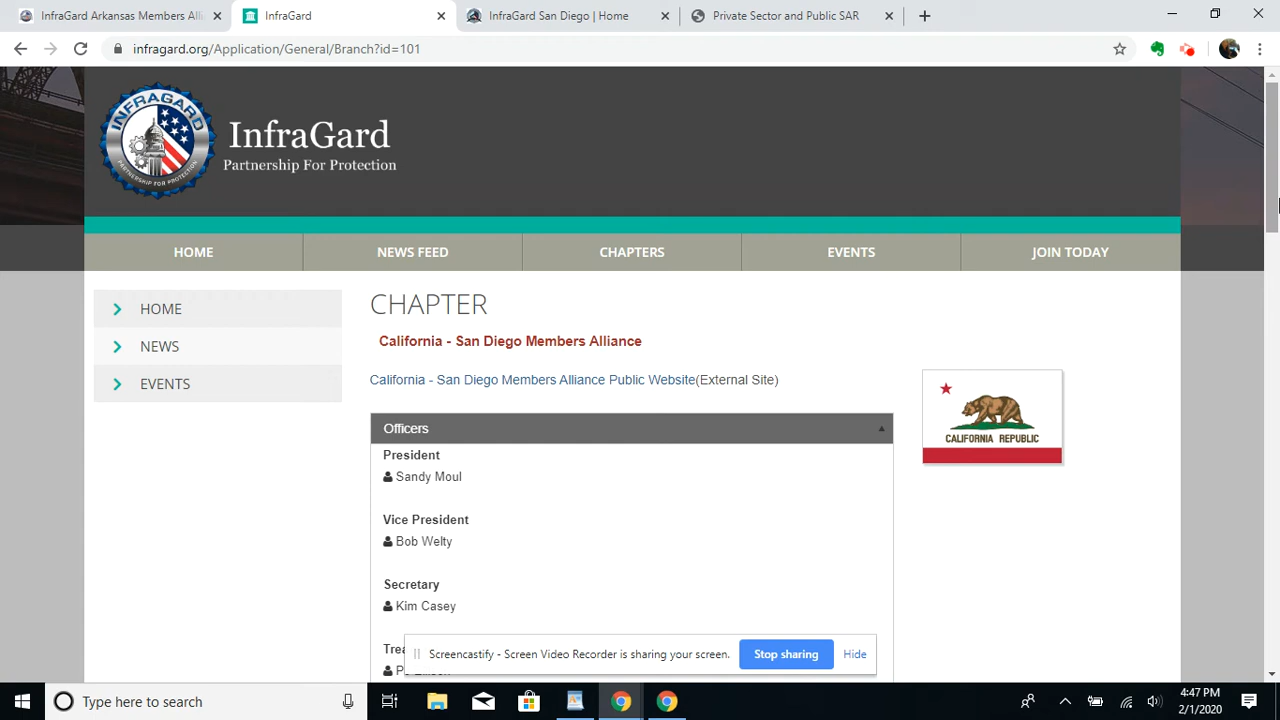 InfraGard Arkansas Members Alli
InfraGard
InfraGard San Diego | Home
Private Sector and Public SAR
infragard.org/Application/General/Branch?id=101
INFRAGARD
PARTNERSHIP FOR PROTECTION
InfraGard
Partnership For Protection
HOME
NEWS FEED
CHAPTERS
EVENTS
JOIN TODAY
HOME
NEWS
EVENTS
CHAPTER
California - San Diego Members Alliance
California - San Diego Members Alliance Public Website(External Site)
CALIFORNIA REPUBLIC
Officers
President
Sandy Moul
Vice President
Bob Welty
Secretary
Kim Casey
Trea
Screencastify - Screen Video Recorder is sharing your screen.
Stop sharing
Hide
Type here to search
4:47 PM
2/1/2020